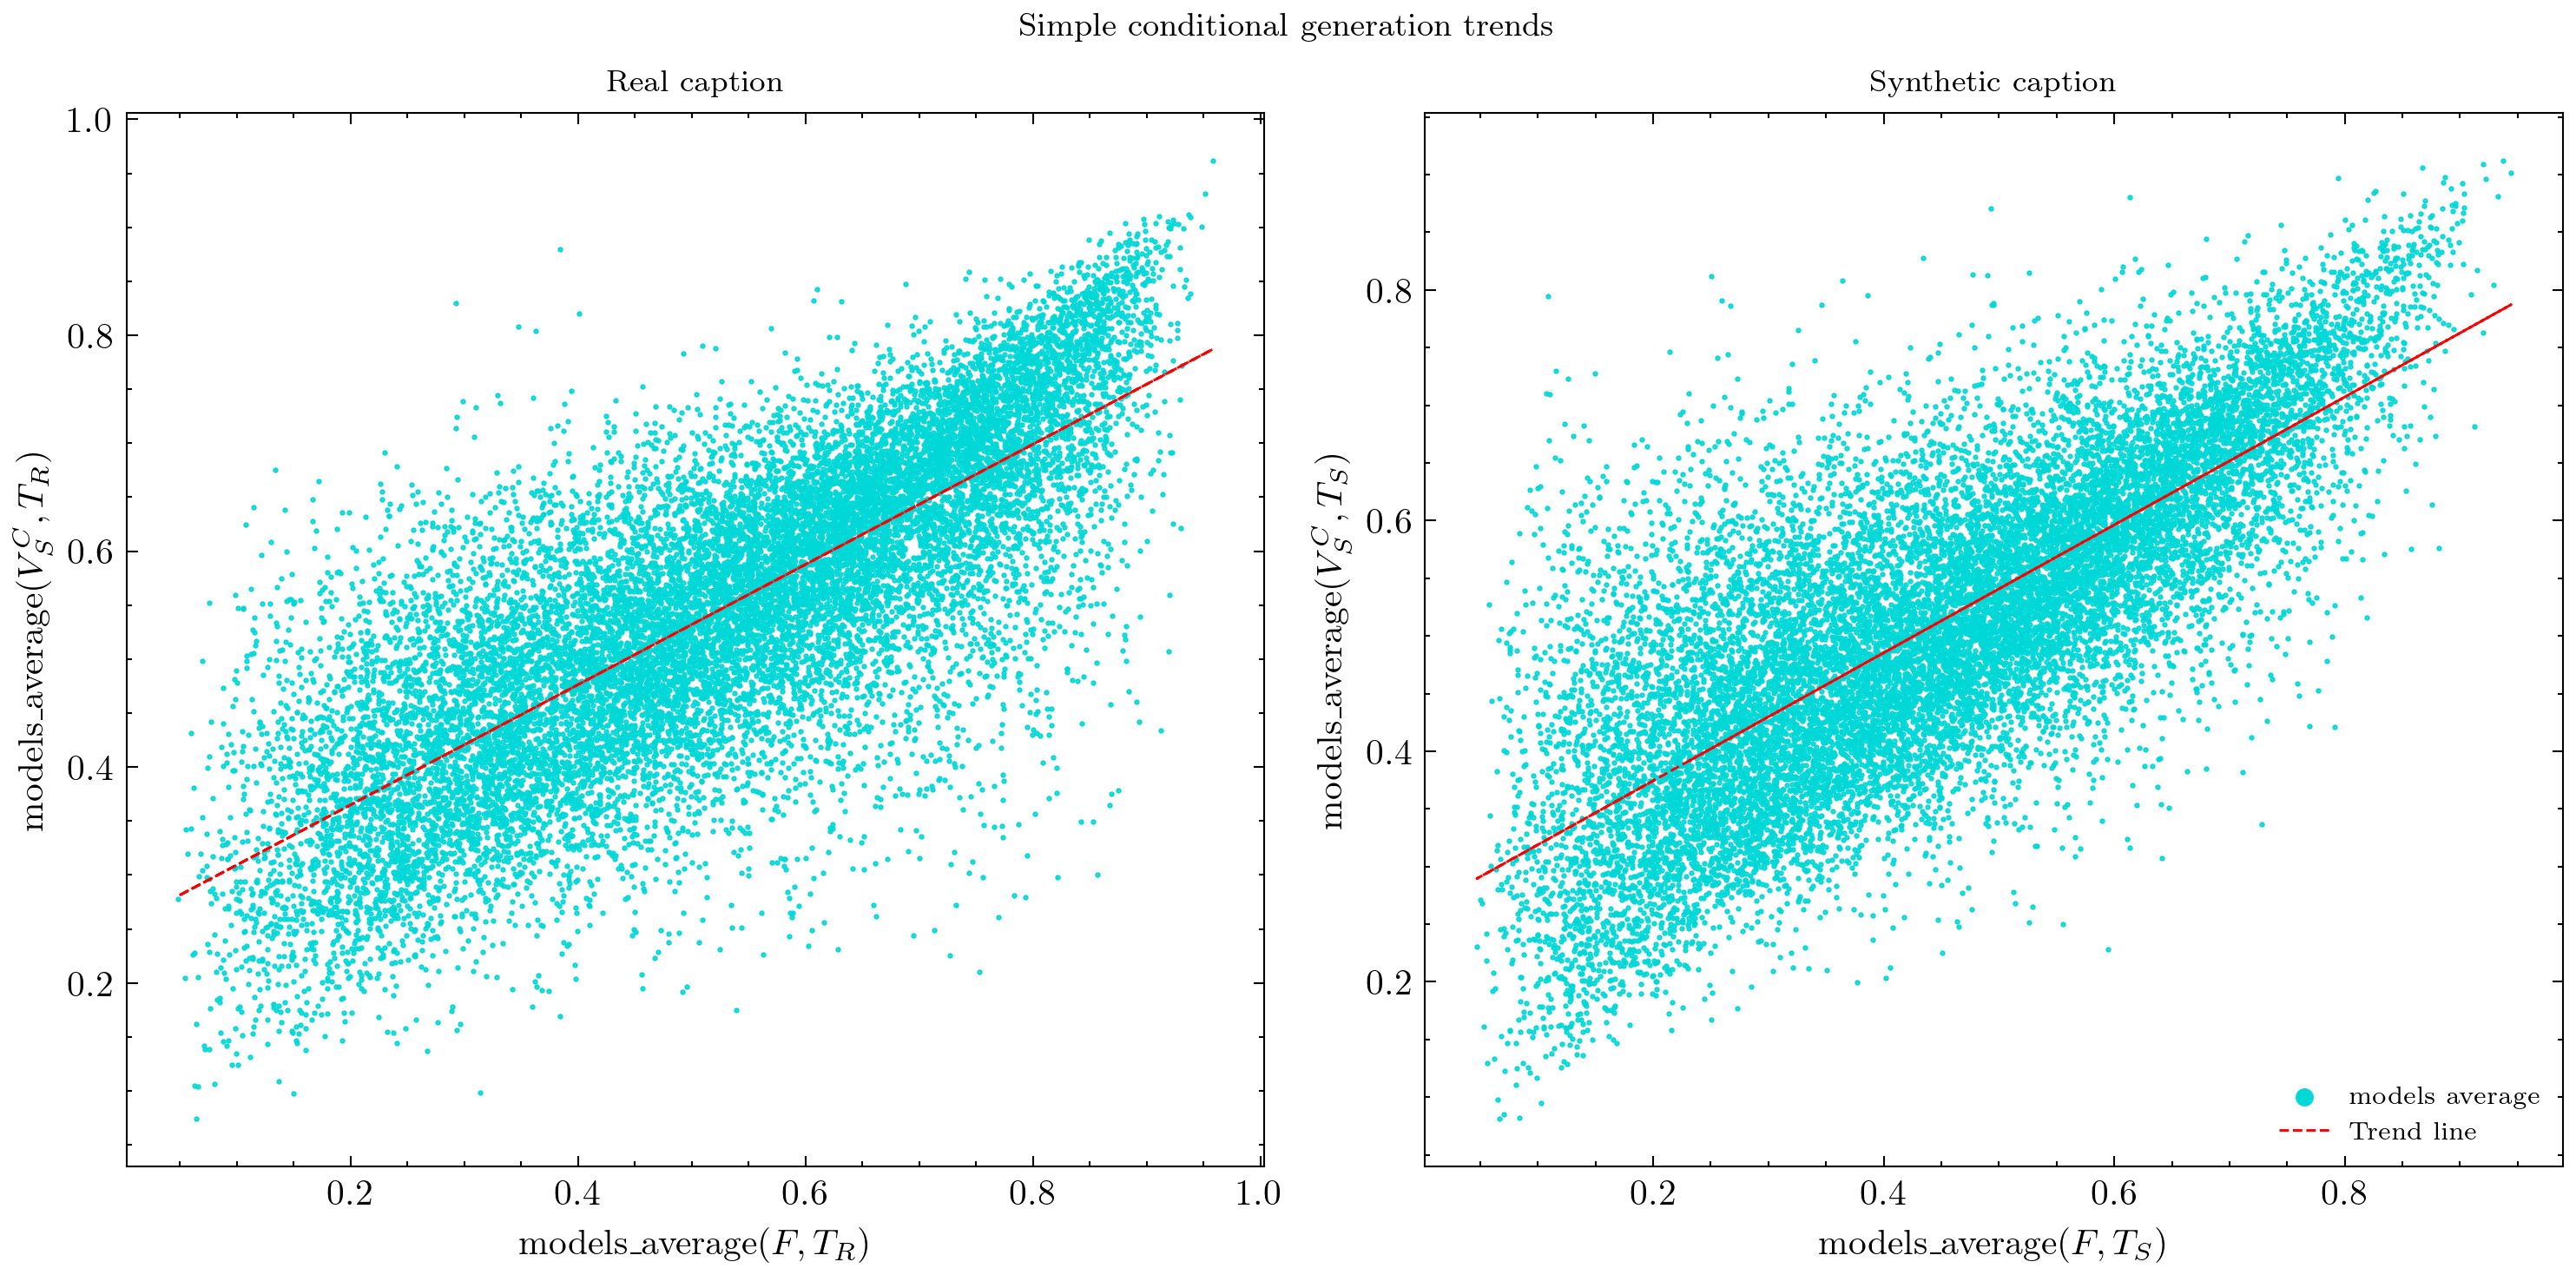 Simple conditional generation trends
Real caption
1.0
0.8
0.6
0.4
0.2
0.2
0.4
0.6
0.8
1.0
models_average(F, T_R)
models_average(V_S^C, T_R)
Synthetic caption
0.8
0.6
0.4
0.2
0.2
0.4
0.6
0.8
models_average(F, T_S)
models_average(V_S^C, T_S)
models average
Trend line